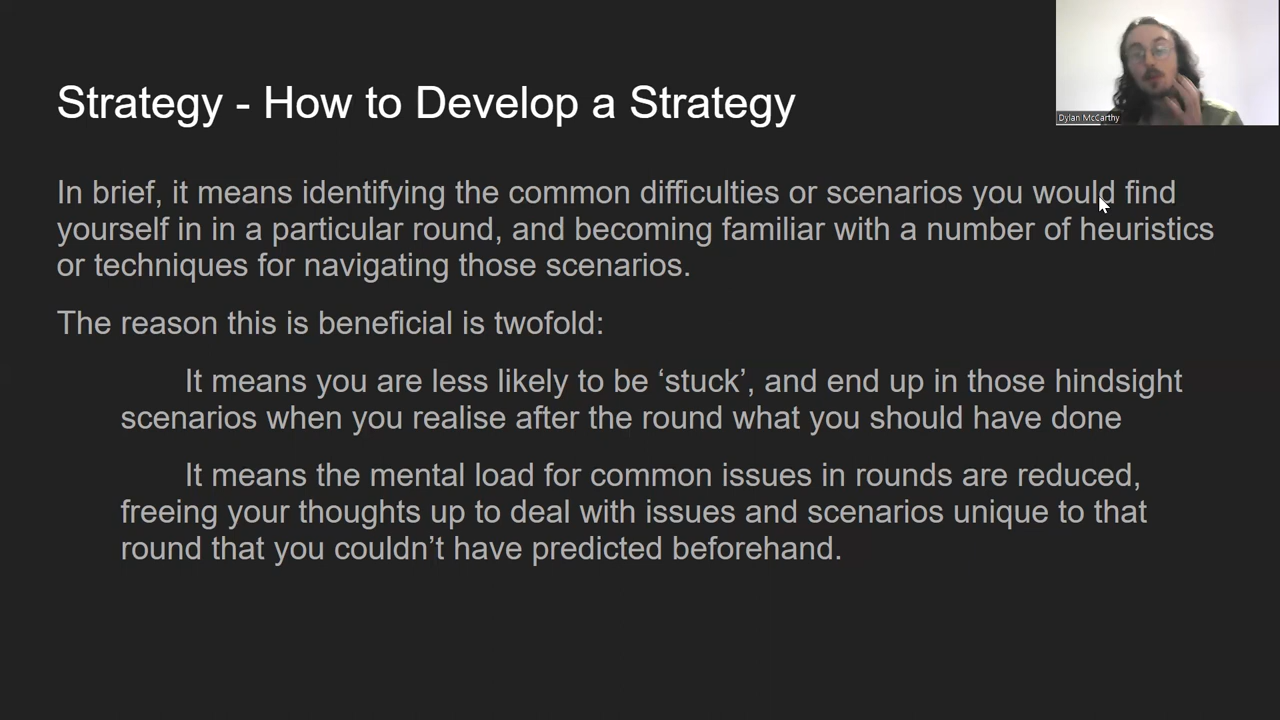 Strategy - How to Develop a Strategy
Dylan McCarthy
In brief, it means identifying the common difficulties or scenarios you would find
yourself in in a particular round, and becoming familiar with a number of heuristics
or techniques for navigating those scenarios.
The reason this is beneficial is twofold:
It means you are less likely to be ‘stuck’, and end up in those hindsight
scenarios when you realise after the round what you should have done
It means the mental load for common issues in rounds are reduced,
freeing your thoughts up to deal with issues and scenarios unique to that
round that you couldn’t have predicted beforehand.